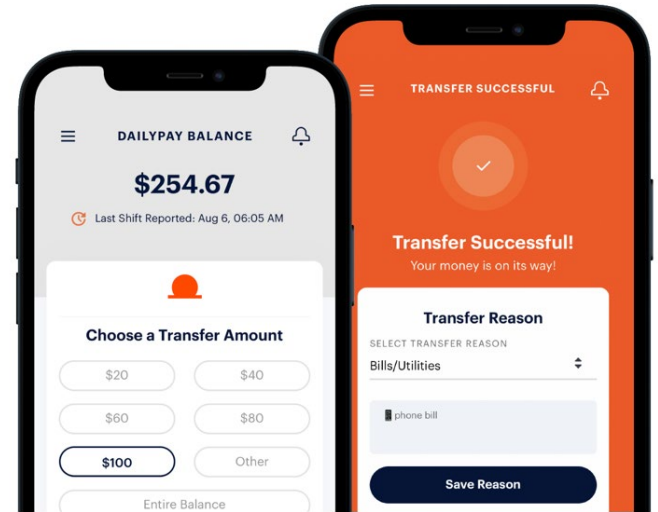 DAILYPAY BALANCE
$254.67
Last Shift Reported: Aug 6, 06:05 AM
Choose a Transfer Amount
$20
$40
$60
$80
$100
Other
Entire Balance
TRANSFER SUCCESSFUL
Transfer Successful!
Your money is on its way!
Transfer Reason
SELECT TRANSFER REASON
Bills/Utilities
📱 phone bill
Save Reason